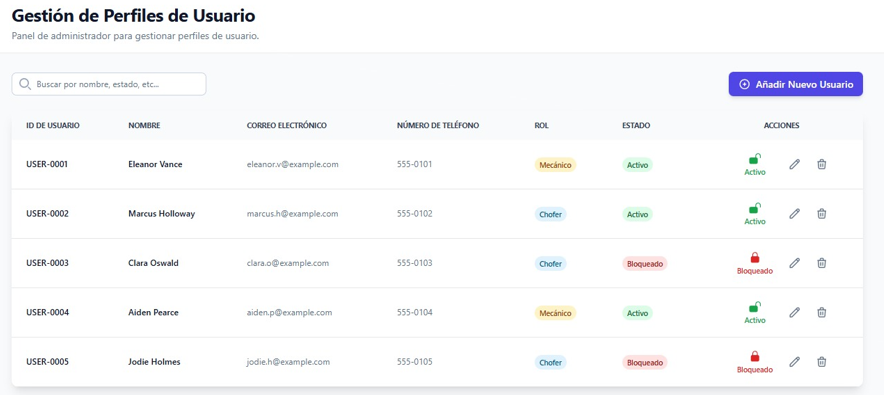 Gestión de Perfiles de Usuario
Panel de administrador para gestionar perfiles de usuario.
Buscar por nombre, estado, etc...
Añadir Nuevo Usuario
ID DE USUARIO NOMBRE CORREO ELECTRÓNICO NÚMERO DE TELÉFONO ROL ESTADO ACCIONES
USER-0001 Eleanor Vance eleanor.v@example.com 555-0101 Mecánico Activo Activo
USER-0002 Marcus Holloway marcus.h@example.com 555-0102 Chofer Activo Activo
USER-0003 Clara Oswald clara.o@example.com 555-0103 Chofer Bloqueado Bloqueado
USER-0004 Aiden Pearce aiden.p@example.com 555-0104 Mecánico Activo Activo
USER-0005 Jodie Holmes jodie.h@example.com 555-0105 Chofer Bloqueado Bloqueado